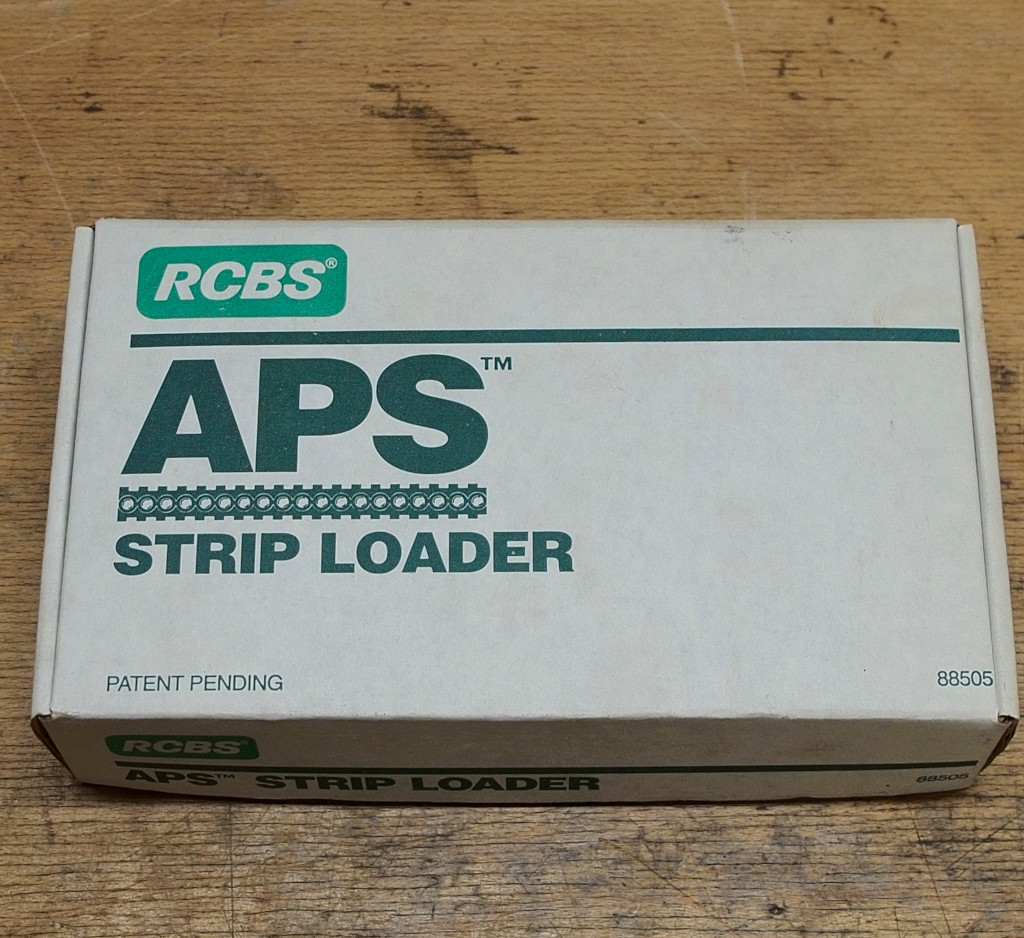 RCBS®
APS™
STRIP LOADER
PATENT PENDING
88505
RCBS®
APS™ STRIP LOADER
88505